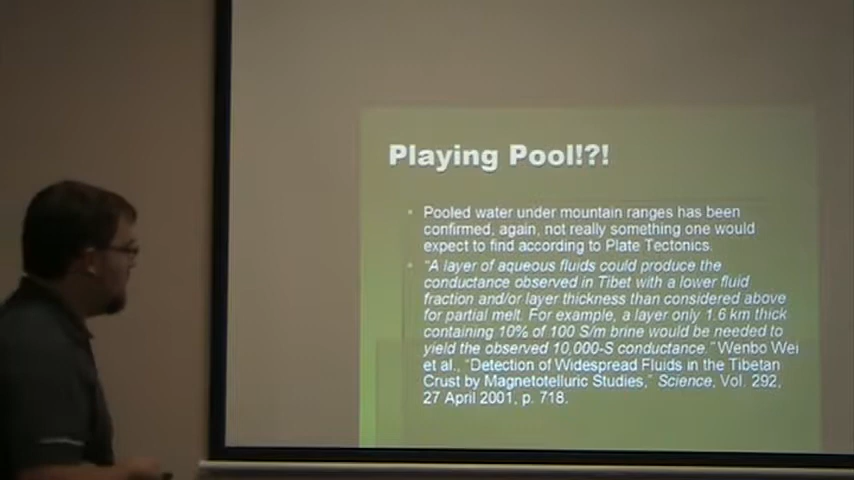 Playing Pool!?!
Pooled water under mountain ranges has been
confirmed, again, not really something one would
expect to find according to Plate Tectonics.
"A layer of aqueous fluids could produce the
conductance observed in Tibet with a lower fluid
fraction and/or layer thickness than considered above
for partial melt. For example, a layer only 1.6 km thick
containing 10% of 100 S/m brine would be needed to
yield the observed 10,000-S conductance." Wenbo Wei
et al., "Detection of Widespread Fluids in the Tibetan
Crust by Magnetotelluric Studies," Science, Vol. 292,
27 April 2001, p. 718.